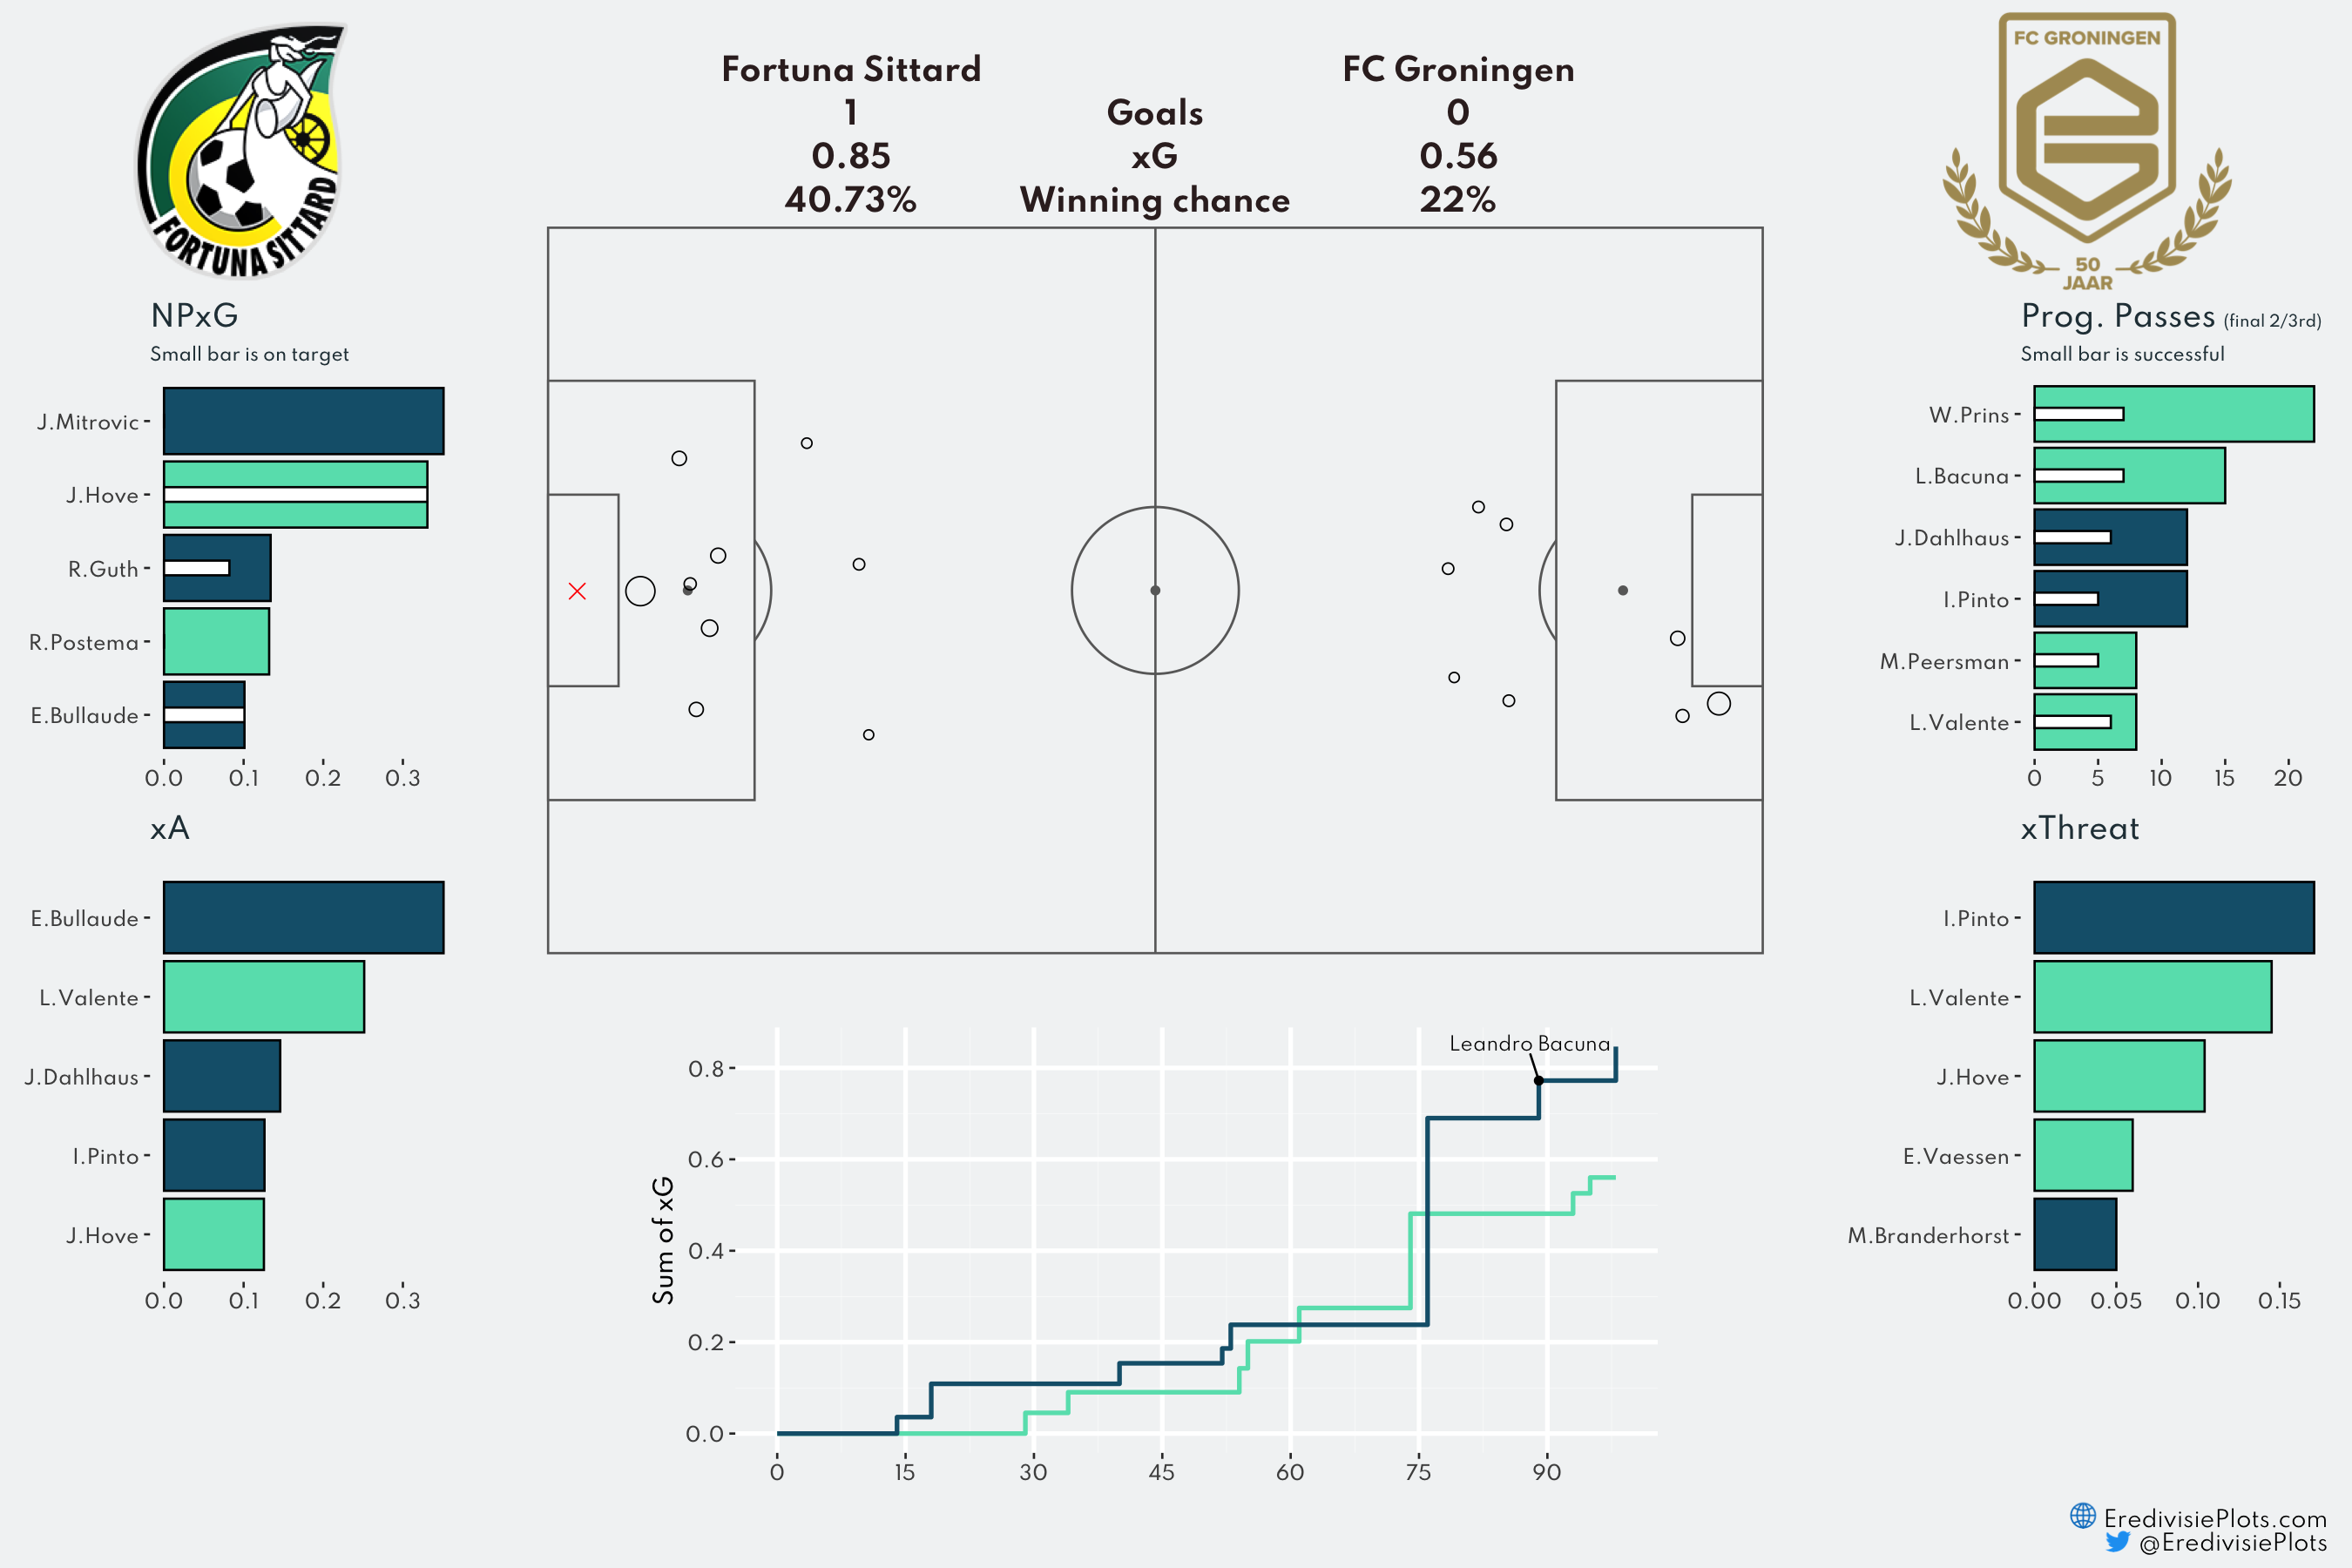 FORTUNA SITTARD
FC GRONINGEN
50
JAAR
Fortuna Sittard FC Groningen
1 Goals 0
0.85 xG 0.56
40.73% Winning chance 22%
NPxG
Small bar is on target
J.Mitrovic
J.Hove
R.Guth
R.Postema
E.Bullaude
0.0 0.1 0.2 0.3
xA
E.Bullaude
L.Valente
J.Dahlhaus
I.Pinto
J.Hove
0.0 0.1 0.2 0.3
Leandro Bacuna
Sum of xG
0.8
0.6
0.4
0.2
0.0
0 15 30 45 60 75 90
Prog. Passes (final 2/3rd)
Small bar is successful
W.Prins
L.Bacuna
J.Dahlhaus
I.Pinto
M.Peersman
L.Valente
0 5 10 15 20
xThreat
I.Pinto
L.Valente
J.Hove
E.Vaessen
M.Branderhorst
0.00 0.05 0.10 0.15
EredivisiePlots.com
@EredivisiePlots